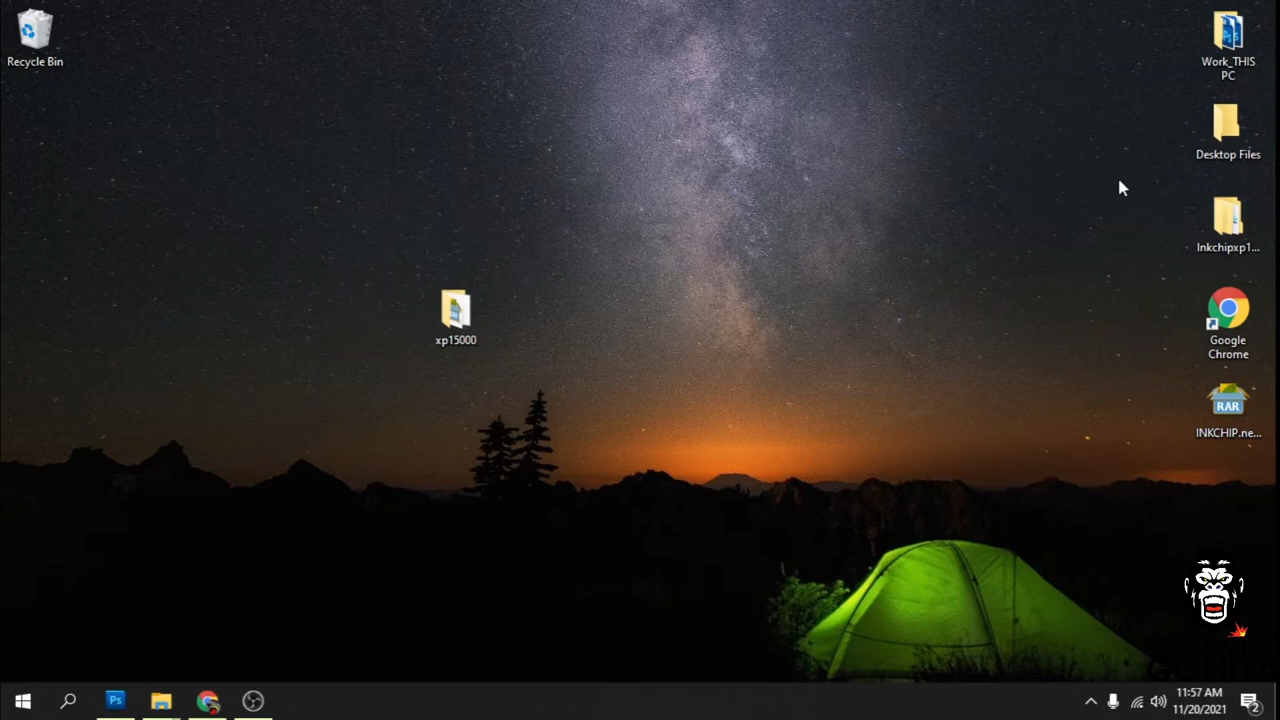 Recycle Bin
Work_THIS
PC
Desktop Files
Inkchipxp1...
xp15000
Google
Chrome
RAR
INKCHIP.ne...
Ps
11:57 AM
11/20/2021
2